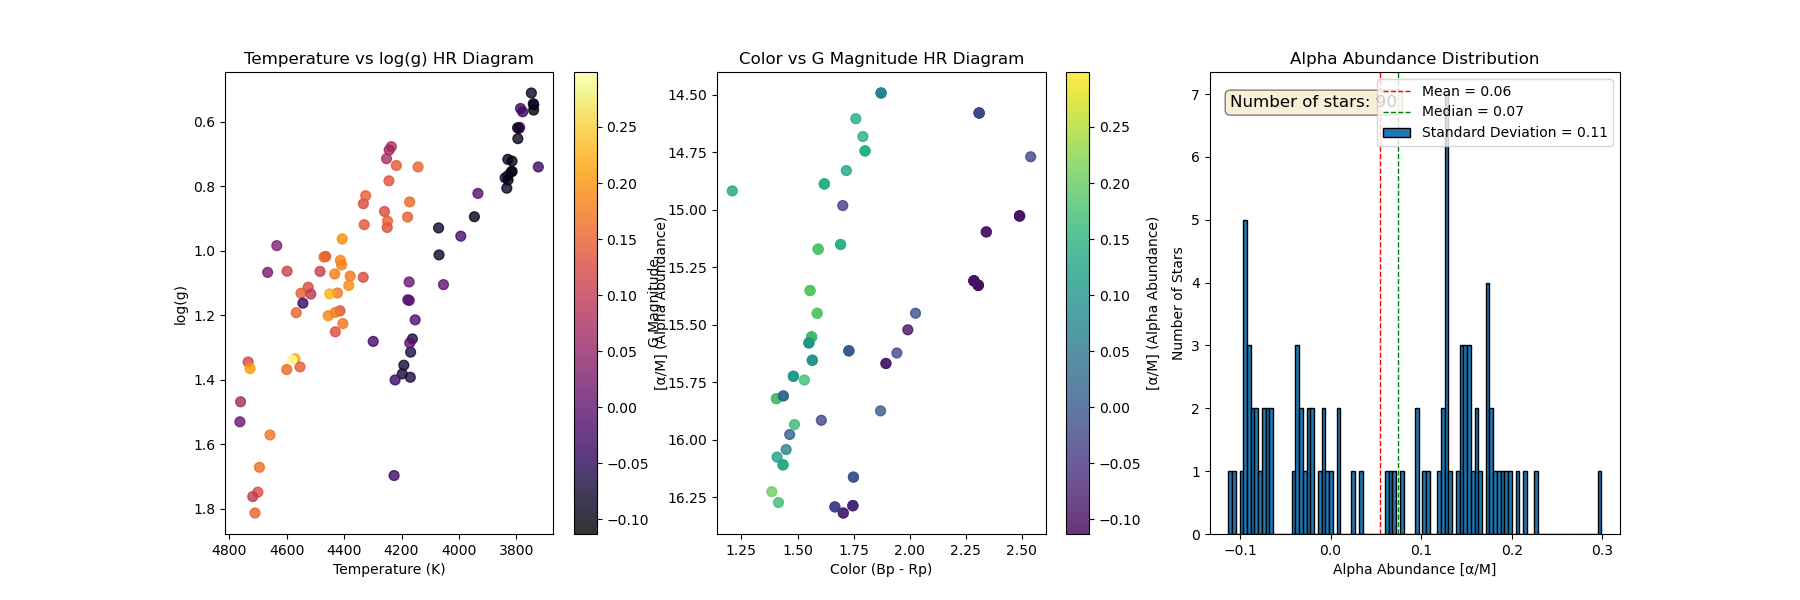 Temperature vs log(g) HR Diagram
log(g)
0.6
0.8
1.0
1.2
1.4
1.6
1.8
4800 4600 4400 4200 4000 3800
Temperature (K)
0.25
0.20
0.15
0.10
0.05
0.00
−0.05
−0.10
[α/M] (Alpha Abundance)
Color vs G Magnitude HR Diagram
G Magnitude
14.50
14.75
15.00
15.25
15.50
15.75
16.00
16.25
1.25 1.50 1.75 2.00 2.25 2.50
Color (Bp - Rp)
0.25
0.20
0.15
0.10
0.05
0.00
−0.05
−0.10
[α/M] (Alpha Abundance)
Alpha Abundance Distribution
Number of Stars
7
6
5
4
3
2
1
0
Number of stars: 90
Mean = 0.06
Median = 0.07
Standard Deviation = 0.11
−0.1 0.0 0.1 0.2 0.3
Alpha Abundance [α/M]